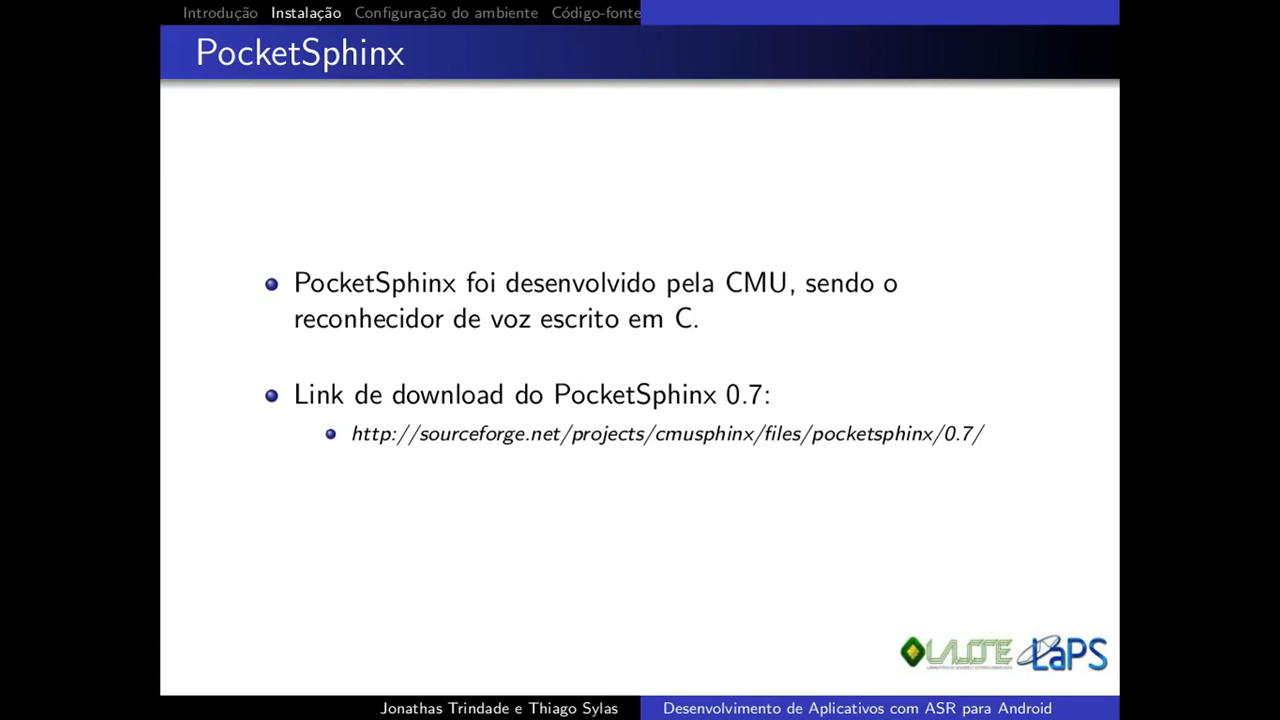 Introdução Instalação Configuração do ambiente Código-fonte
PocketSphinx
PocketSphinx foi desenvolvido pela CMU, sendo o
reconhecidor de voz escrito em C.
Link de download do PocketSphinx 0.7:
http://sourceforge.net/projects/cmusphinx/files/pocketsphinx/0.7/
LASSE LaPS
Jonathas Trindade e Thiago Sylas Desenvolvimento de Aplicativos com ASR para Android